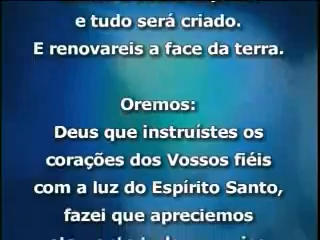 e tudo será criado.
E renovareis a face da terra.
Oremos:
Deus que instruístes os
corações dos Vossos fiéis
com a luz do Espírito Santo,
fazei que apreciemos